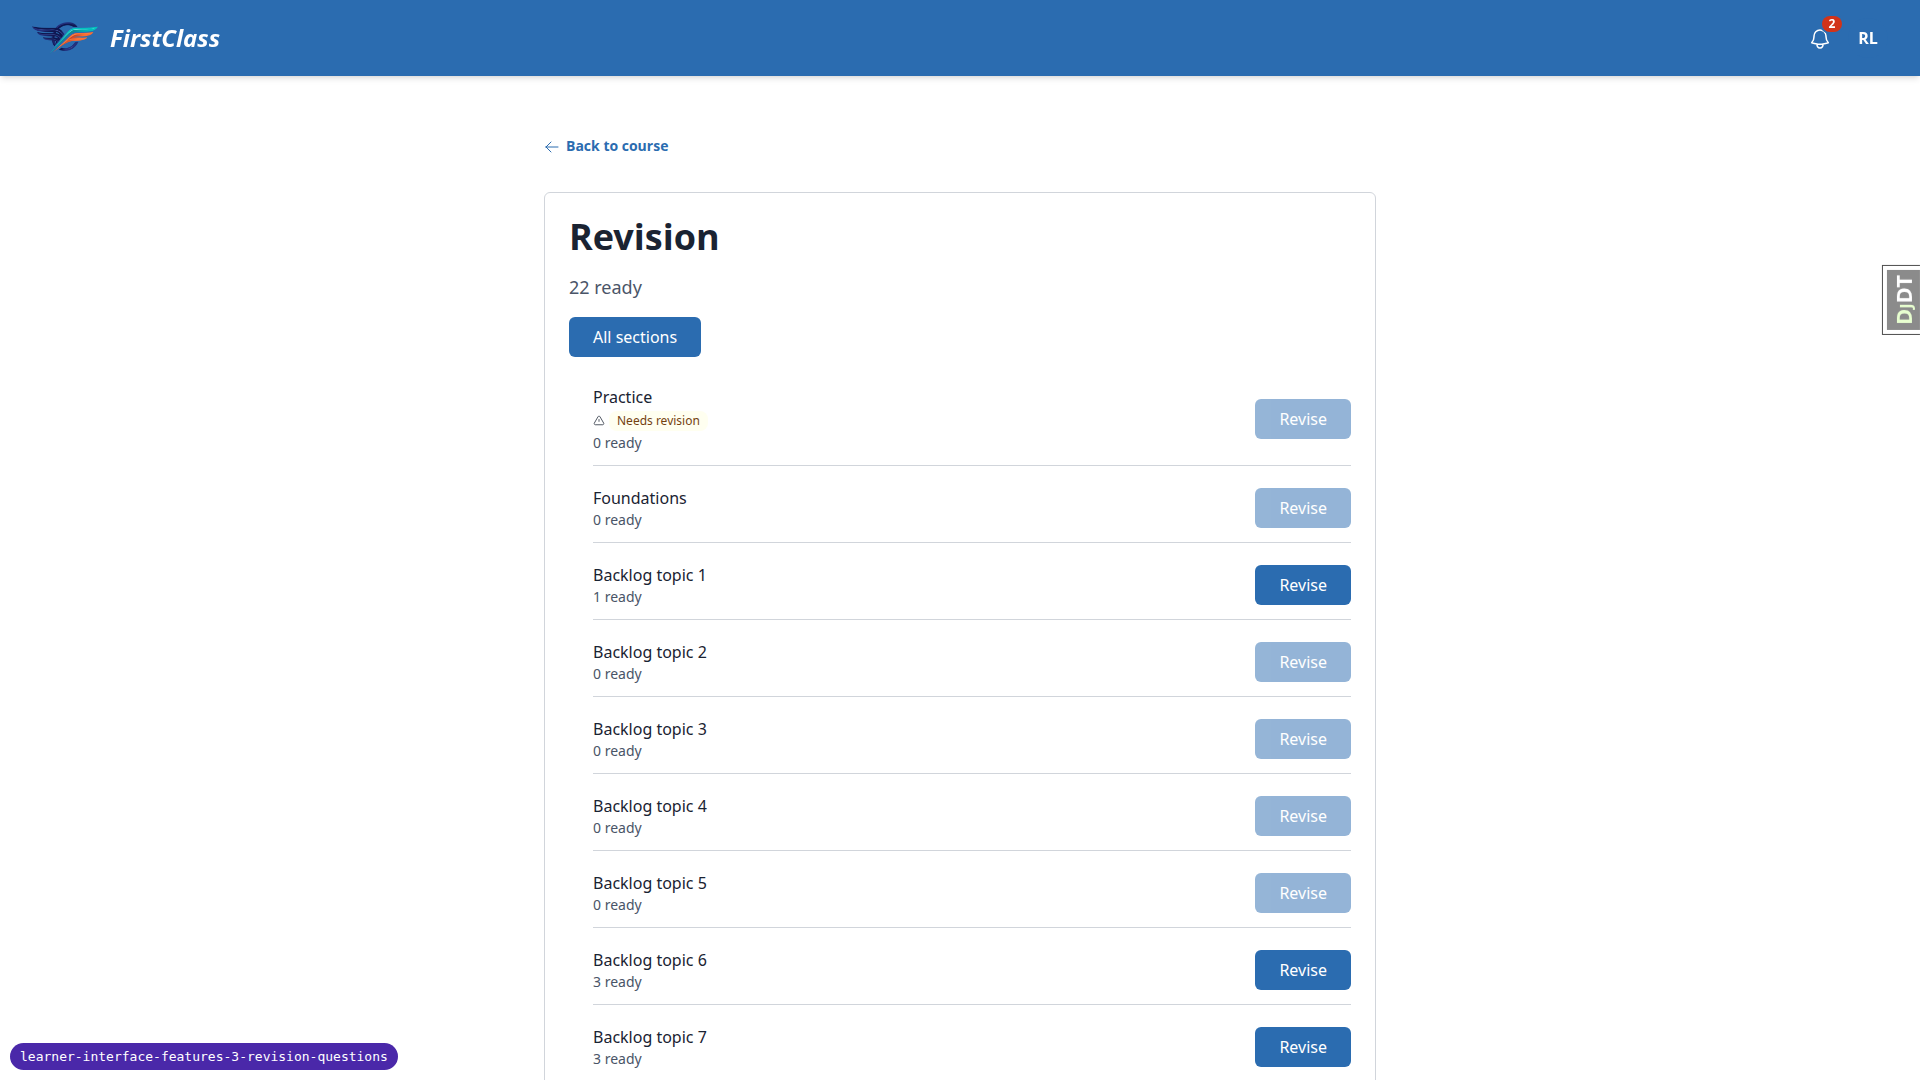 FirstClass
2
RL
Back to course
Revision
22 ready
All sections
Practice
Needs revision
0 ready
Revise
Foundations
0 ready
Revise
Backlog topic 1
1 ready
Revise
Backlog topic 2
0 ready
Revise
Backlog topic 3
0 ready
Revise
Backlog topic 4
0 ready
Revise
Backlog topic 5
0 ready
Revise
Backlog topic 6
3 ready
Revise
Backlog topic 7
3 ready
Revise
DJDT
learner-interface-features-3-revision-questions